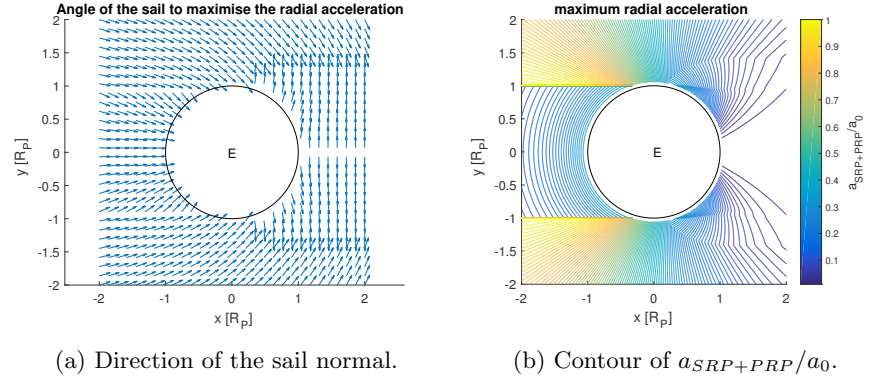 Angle of the sail to maximise the radial acceleration
2
1.5
1
0.5
0
-0.5
-1
-1.5
-2
y [R_P]
E
-2 -1 0 1 2
x [R_P]
(a) Direction of the sail normal.
maximum radial acceleration
2
1.5
1
0.5
0
-0.5
-1
-1.5
-2
y [R_P]
E
-2 -1 0 1 2
x [R_P]
1
0.9
0.8
0.7
0.6
0.5
0.4
0.3
0.2
0.1
a_SRP+PRP/a_0
(b) Contour of a_{SRP+PRP}/a_0.